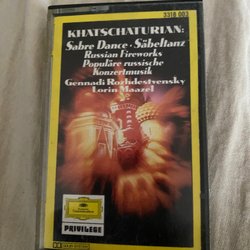 3318 003
KHATSCHATURIAN:
Sabre Dance · Säbeltanz
Russian Fireworks
Populäre russische
Konzertmusik
Gennadi Rozhdestvensky
Lorin Maazel
PRIVILEGE